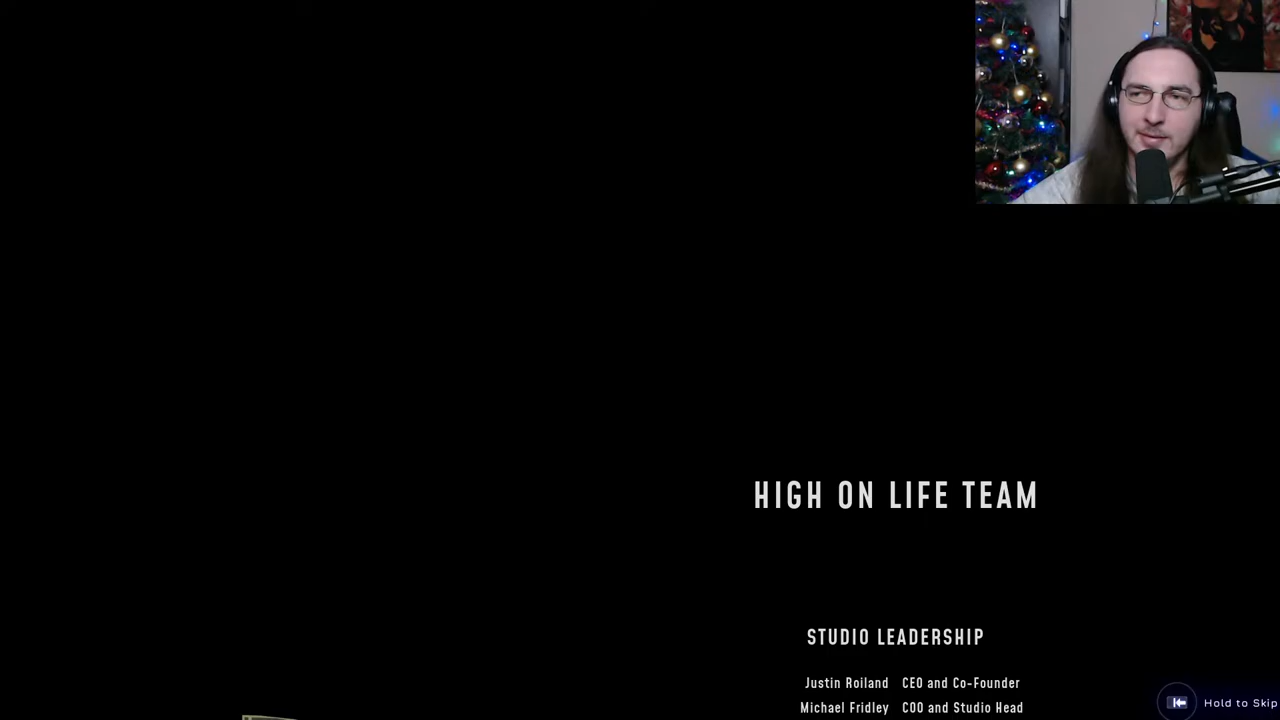 HIGH ON LIFE TEAM
STUDIO LEADERSHIP
Justin Roiland CEO and Co-Founder
Michael Fridley COO and Studio Head
Hold to Skip